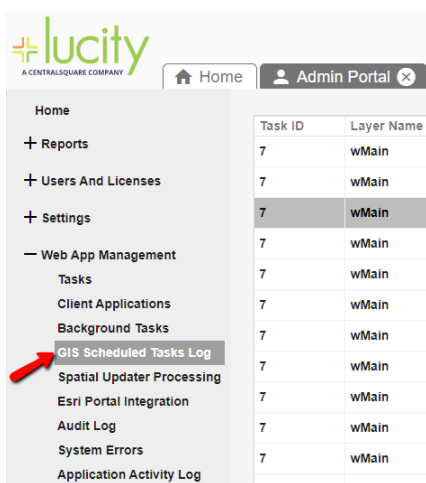 lucity
A CENTRALSQUARE COMPANY
Home
Admin Portal
Home
Reports
Users And Licenses
Settings
Web App Management
Tasks
Client Applications
Background Tasks
GIS Scheduled Tasks Log
Spatial Updater Processing
Esri Portal Integration
Audit Log
System Errors
Application Activity Log
Task ID Layer Name
7 wMain
7 wMain
7 wMain
7 wMain
7 wMain
7 wMain
7 wMain
7 wMain
7 wMain
7 wMain
7 wMain